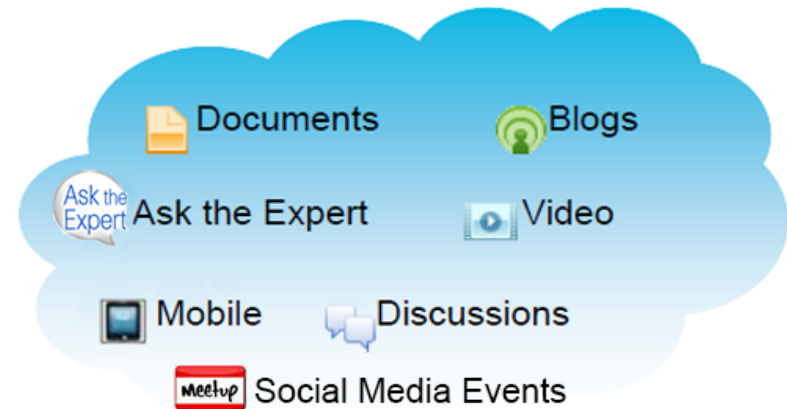 Documents
Blogs
Ask the
Expert
Ask the Expert
Video
Mobile
Discussions
Meetup
Social Media Events